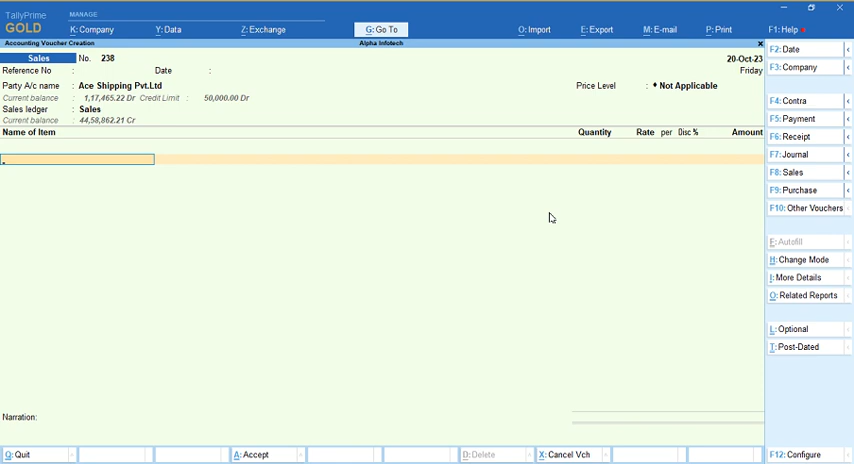 TallyPrime
GOLD
MANAGE
K: Company
Y: Data
Z: Exchange
G: Go To
O: Import
E: Export
M: E-mail
P: Print
F1: Help
Accounting Voucher Creation
Alpha Infotech
Sales No. 238
20-Oct-23
Reference No :
Date :
Friday
Party A/c name : Ace Shipping Pvt.Ltd
Price Level : ♦ Not Applicable
Current balance : 1,17,465.22 Dr Credit Limit : 50,000.00 Dr
Sales ledger : Sales
Current balance : 44,58,862.21 Cr
Name of Item
Quantity
Rate per Disc %
Amount
Narration:
F2: Date
F3: Company
F4: Contra
F5: Payment
F6: Receipt
F7: Journal
F8: Sales
F9: Purchase
F10: Other Vouchers
E: Autofill
H: Change Mode
I: More Details
O: Related Reports
L: Optional
T: Post-Dated
Q: Quit
A: Accept
D: Delete
X: Cancel Vch
F12: Configure